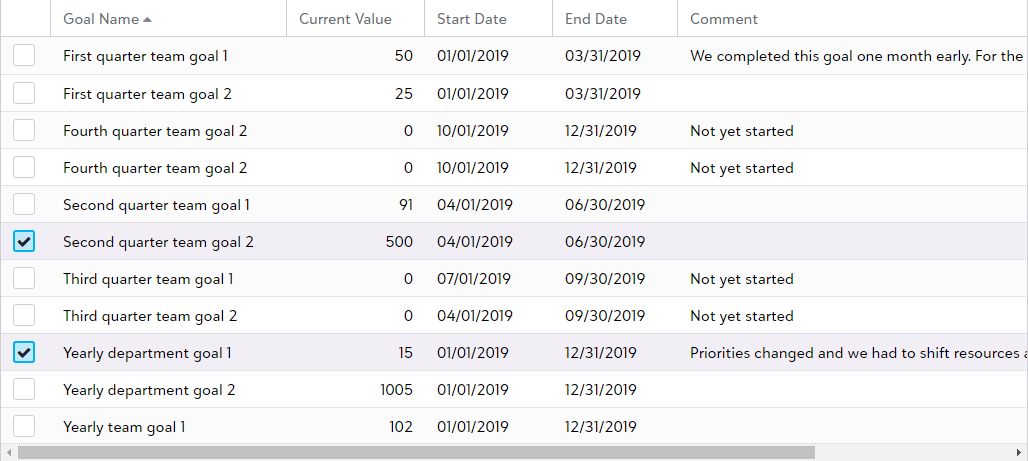 Goal Name Current Value Start Date End Date Comment
First quarter team goal 1 50 01/01/2019 03/31/2019 We completed this goal one month early. For the
First quarter team goal 2 25 01/01/2019 03/31/2019
Fourth quarter team goal 2 0 10/01/2019 12/31/2019 Not yet started
Fourth quarter team goal 2 0 10/01/2019 12/31/2019 Not yet started
Second quarter team goal 1 91 04/01/2019 06/30/2019
Second quarter team goal 2 500 04/01/2019 06/30/2019
Third quarter team goal 1 0 07/01/2019 09/30/2019 Not yet started
Third quarter team goal 2 0 04/01/2019 09/30/2019 Not yet started
Yearly department goal 1 15 01/01/2019 12/31/2019 Priorities changed and we had to shift resources
Yearly department goal 2 1005 01/01/2019 12/31/2019
Yearly team goal 1 102 01/01/2019 12/31/2019